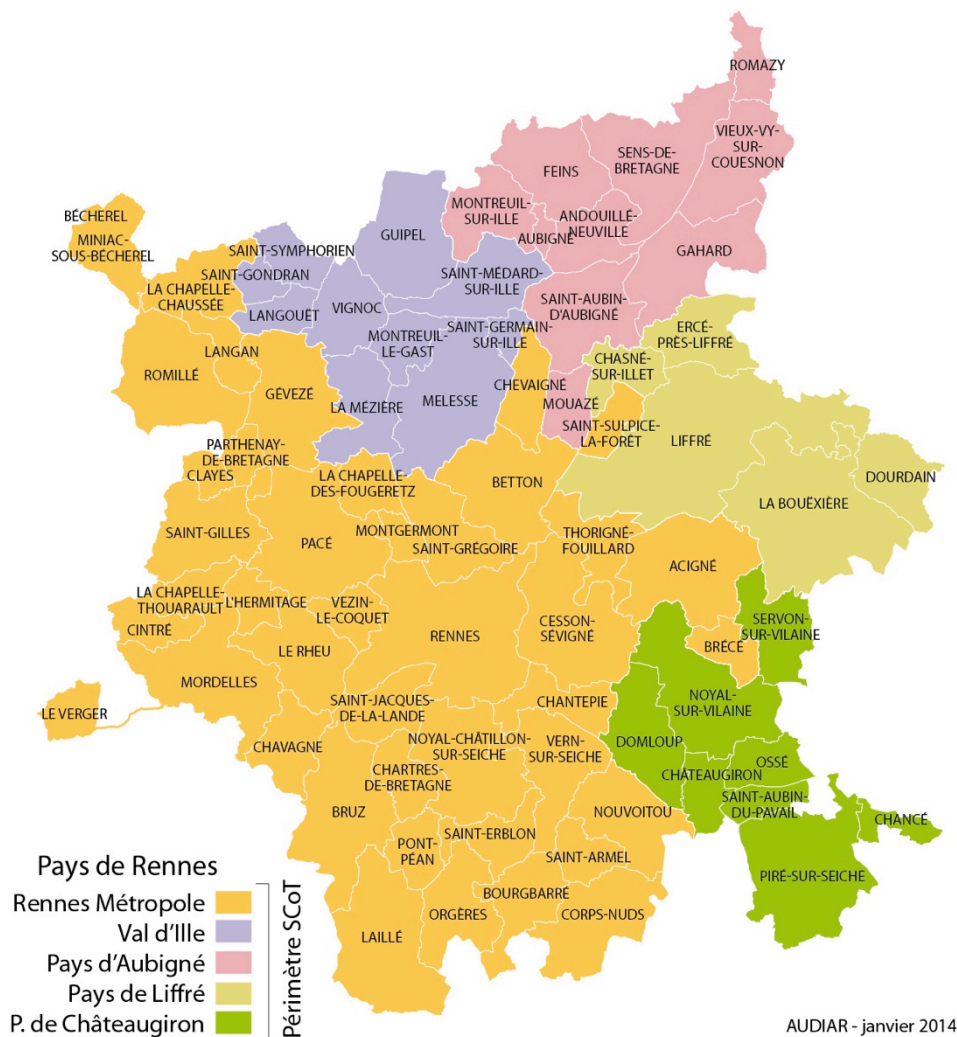 ROMAZY
VIEUX-VY-
SUR-
COUESNON
SENS-DE-
BRETAGNE
FEINS
MONTREUIL-
SUR-ILLE
ANDOUILLÉ-
NEUVILLE
AUBIGNÉ
GAHARD
BÉCHEREL
MINIAC-
SOUS-BÉCHEREL
GUIPEL
SAINT-SYMPHORIEN
SAINT-GONDRAN
SAINT-MÉDARD-
SUR-ILLE
LA CHAPELLE-
CHAUSSÉE
SAINT-AUBIN-
D'AUBIGNÉ
LANGOUËT
VIGNOC
ERCÉ-
PRÈS-LIFFRÉ
MONTREUIL-
LE-GAST
SAINT-GERMAIN-
SUR-ILLE
LANGAN
ROMILLÉ
CHASNÉ-
SUR-ILLET
GÉVEZÉ
CHEVAIGNÉ
LA MÉZIÈRE
MELESSE
MOUAZÉ
SAINT-SULPICE-
LA-FORÊT
LIFFRÉ
PARTHENAY-
DE-BRETAGNE
CLAYES
LA CHAPELLE-
DES-FOUGERETZ
BETTON
DOURDAIN
LA BOUËXIÈRE
SAINT-GILLES
PACÉ
MONTGERMONT
SAINT-GRÉGOIRE
THORIGNÉ-
FOUILLARD
ACIGNÉ
LA CHAPELLE-
THOUARAULT
L'HERMITAGE
VEZIN-
LE-COQUET
CINTRÉ
RENNES
CESSON-
SÉVIGNÉ
SERVON-
SUR-VILAINE
BRÉCÉ
LE RHEU
MORDELLES
LE VERGER
SAINT-JACQUES-
DE-LA-LANDE
CHANTEPIE
NOYAL-
SUR-VILAINE
CHAVAGNE
NOYAL-CHÂTILLON-
SUR-SEICHE
VERN-
SUR-SEICHE
DOMLOUP
OSSÉ
CHARTRES-
DE-BRETAGNE
CHÂTEAUGIRON
SAINT-AUBIN-
DU-PAVAIL
BRUZ
NOUVOITOU
CHANCÉ
PONT-
PÉAN
SAINT-ERBLON
SAINT-ARMEL
PIRÉ-SUR-SEICHE
BOURGBARRÉ
ORGÈRES
CORPS-NUDS
LAILLÉ
Pays de Rennes
Rennes Métropole
Val d'Ille
Pays d'Aubigné
Pays de Liffré
P. de Châteaugiron
Périmètre SCoT
AUDIAR - janvier 2014